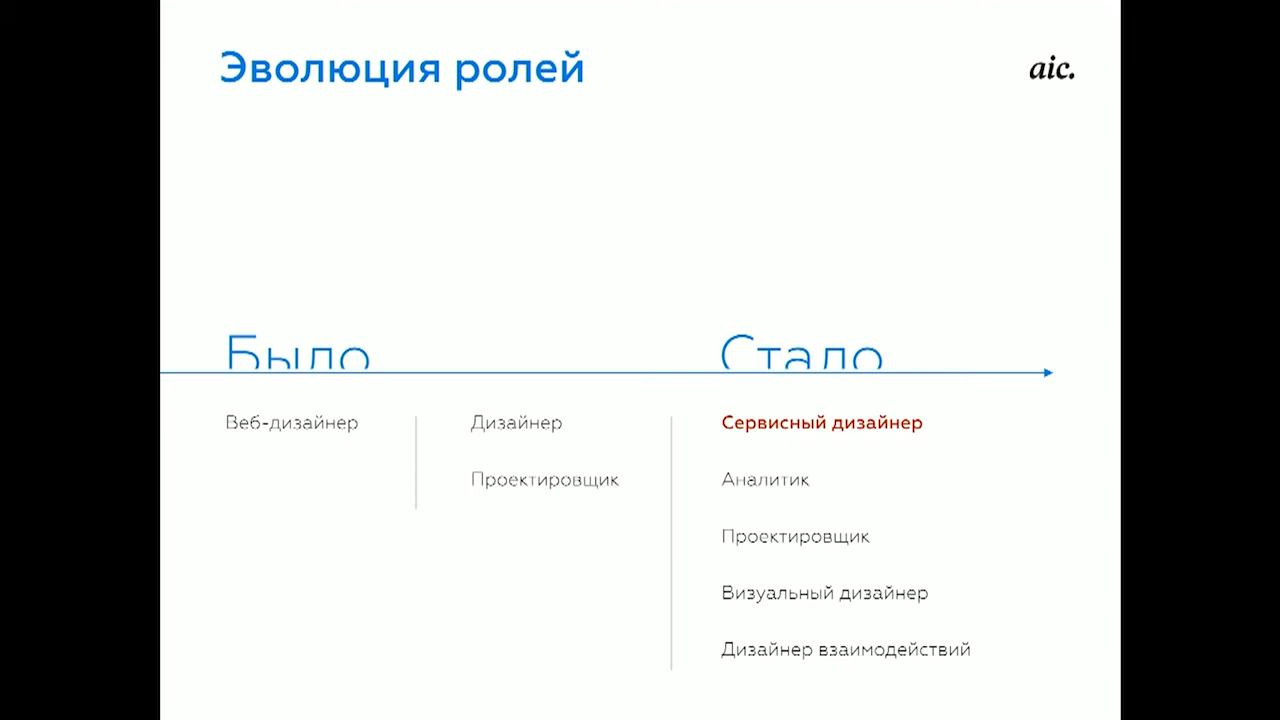 Эволюция ролей
aic.
Было
Стало
Веб-дизайнер
Дизайнер
Проектировщик
Сервисный дизайнер
Аналитик
Проектировщик
Визуальный дизайнер
Дизайнер взаимодействий